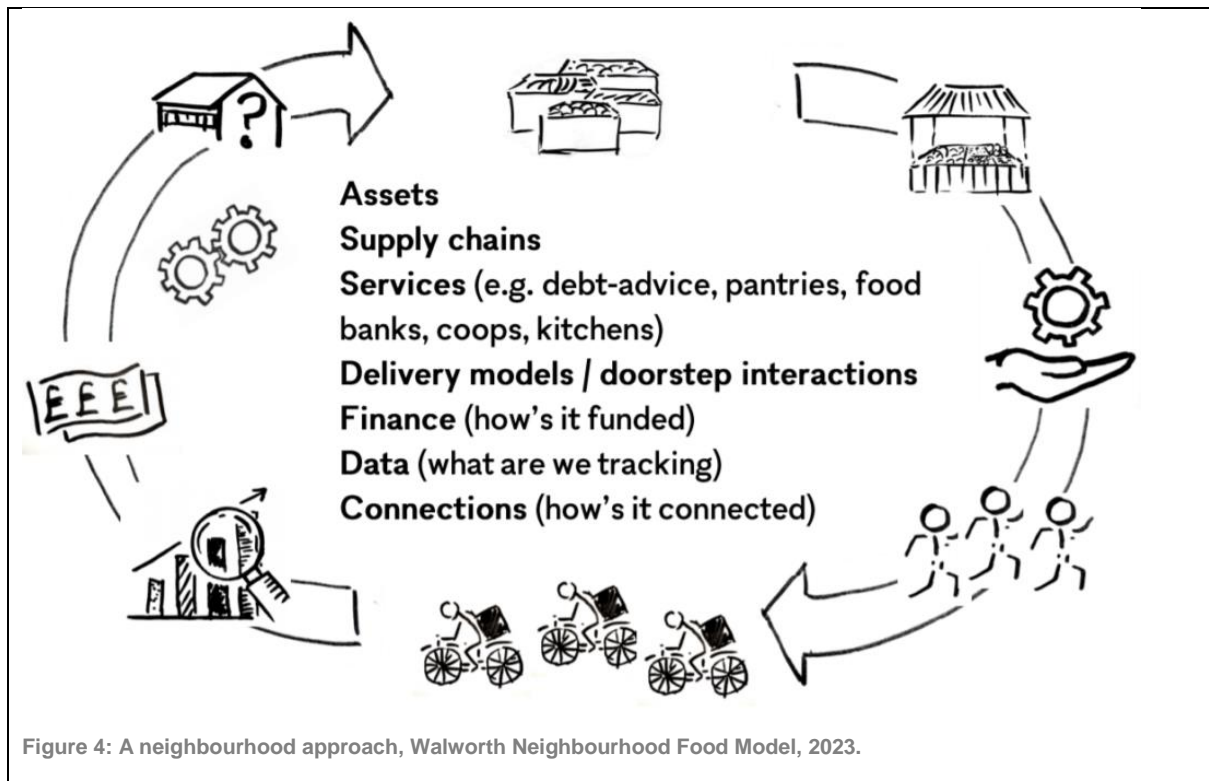 ?
Assets
Supply chains
Services (e.g. debt-advice, pantries, food
banks, coops, kitchens)
Delivery models / doorstep interactions
£££
Finance (how's it funded)
Data (what are we tracking)
Connections (how's it connected)
Figure 4: A neighbourhood approach, Walworth Neighbourhood Food Model, 2023.